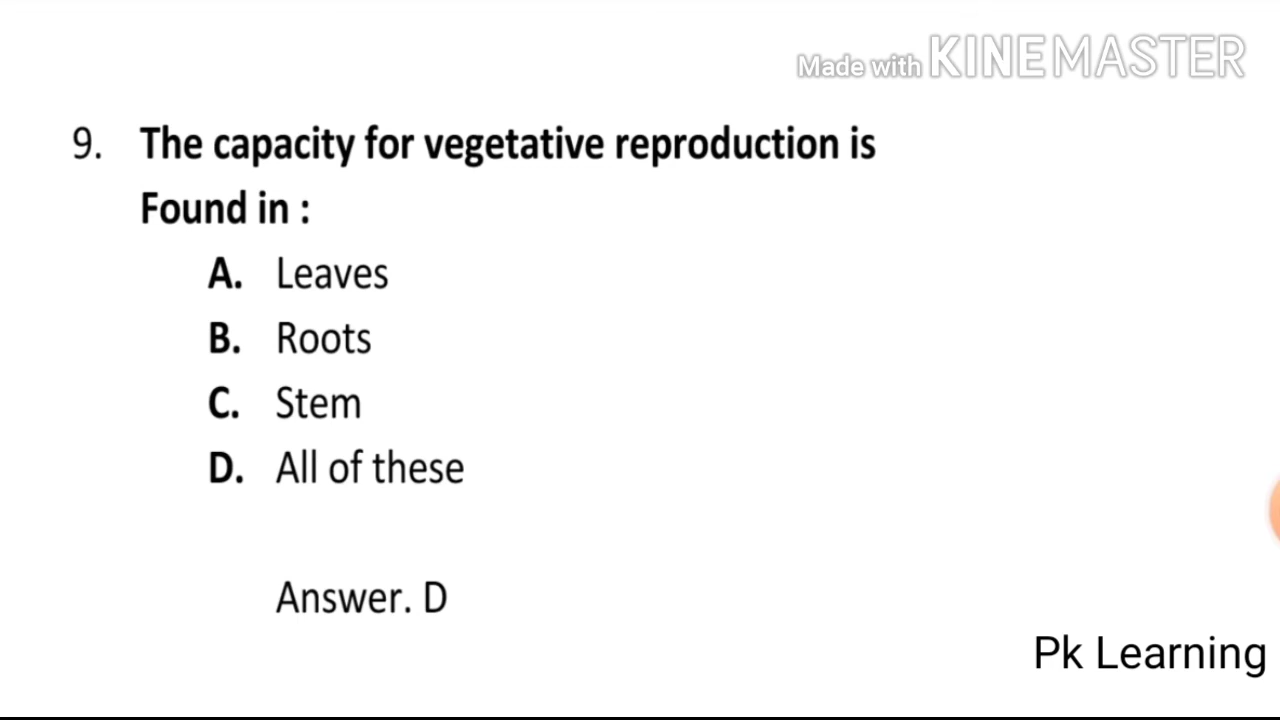 Made with KINEMASTER
9. The capacity for vegetative reproduction is
Found in :
A. Leaves
B. Roots
C. Stem
D. All of these
Answer. D
Pk Learning